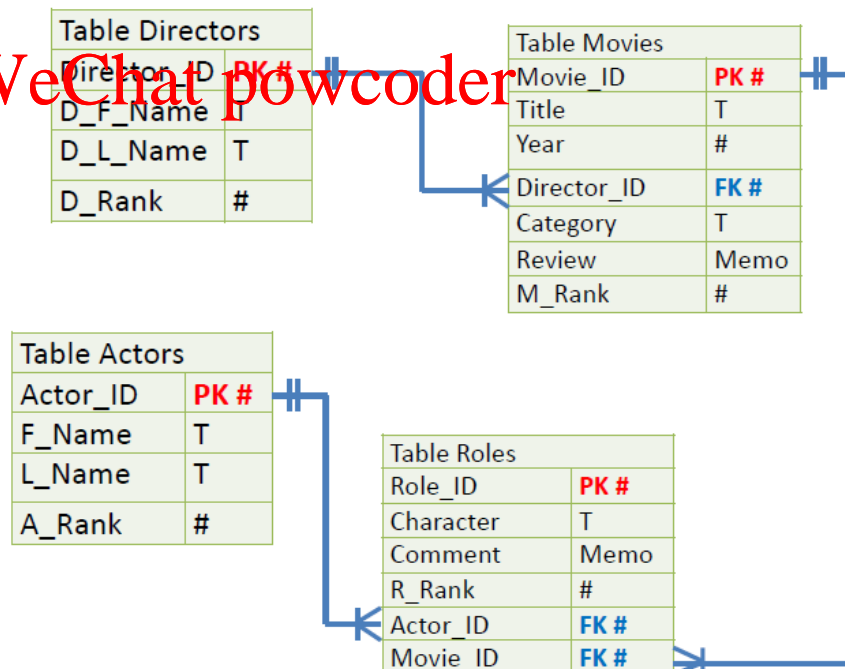 Table Directors
Director_ID PK #
D_F_Name T
D_L_Name T
D_Rank #
WeChat powcoder
Table Movies
Movie_ID PK #
Title T
Year #
Director_ID FK #
Category T
Review Memo
M_Rank #
Table Actors
Actor_ID PK #
F_Name T
L_Name T
A_Rank #
Table Roles
Role_ID PK #
Character T
Comment Memo
R_Rank #
Actor_ID FK #
Movie_ID FK #